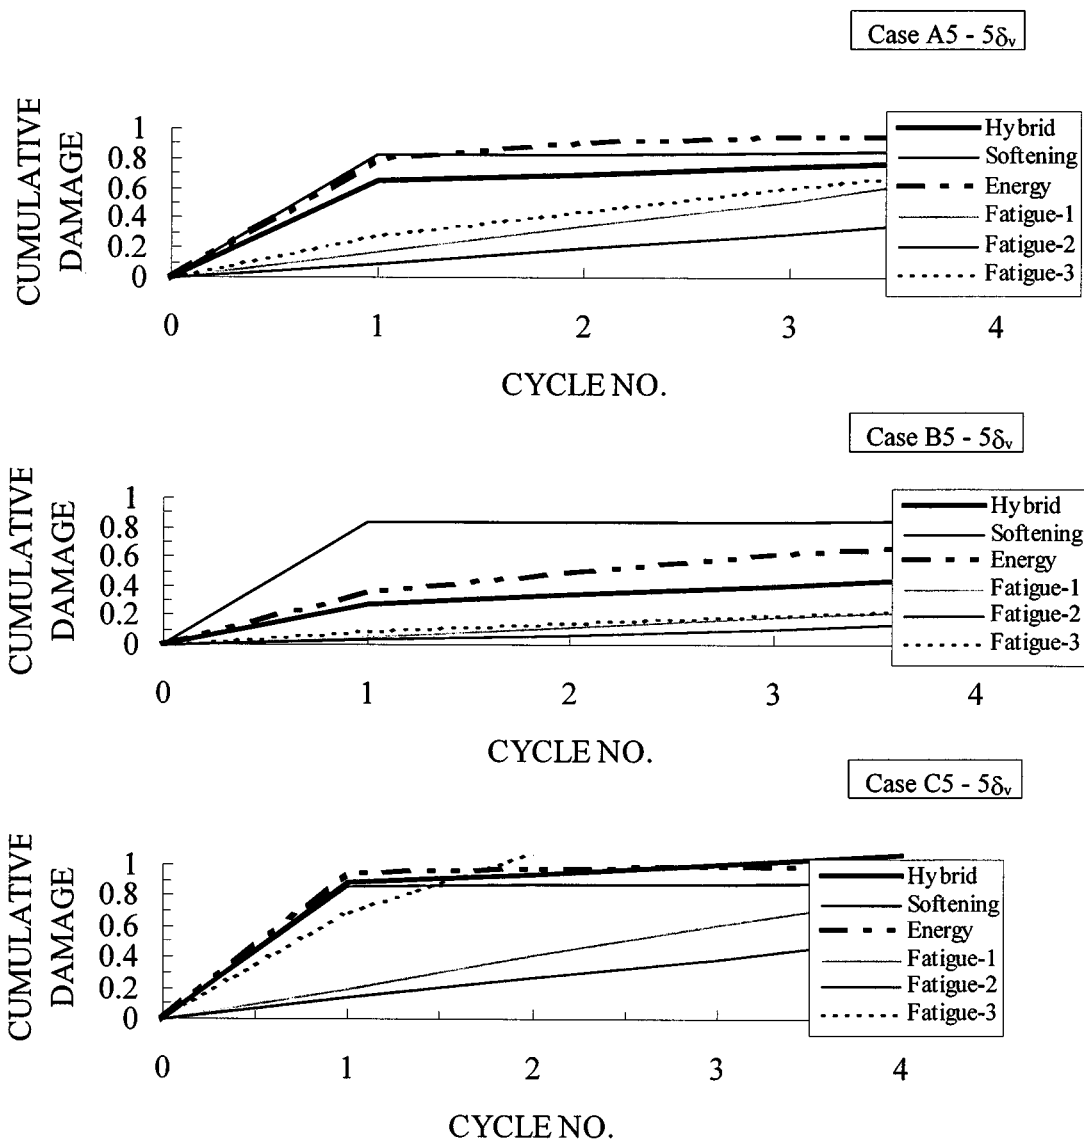 Case A5 - 5δᵥ
CUMULATIVE
DAMAGE
1
0.8
0.6
0.4
0.2
0
0 1 2 3 4
CYCLE NO.
Hybrid
Softening
Energy
Fatigue-1
Fatigue-2
Fatigue-3
Case B5 - 5δᵥ
CUMULATIVE
DAMAGE
1
0.8
0.6
0.4
0.2
0
0 1 2 3 4
CYCLE NO.
Hybrid
Softening
Energy
Fatigue-1
Fatigue-2
Fatigue-3
Case C5 - 5δᵥ
CUMULATIVE
DAMAGE
1
0.8
0.6
0.4
0.2
0
0 1 2 3 4
CYCLE NO.
Hybrid
Softening
Energy
Fatigue-1
Fatigue-2
Fatigue-3